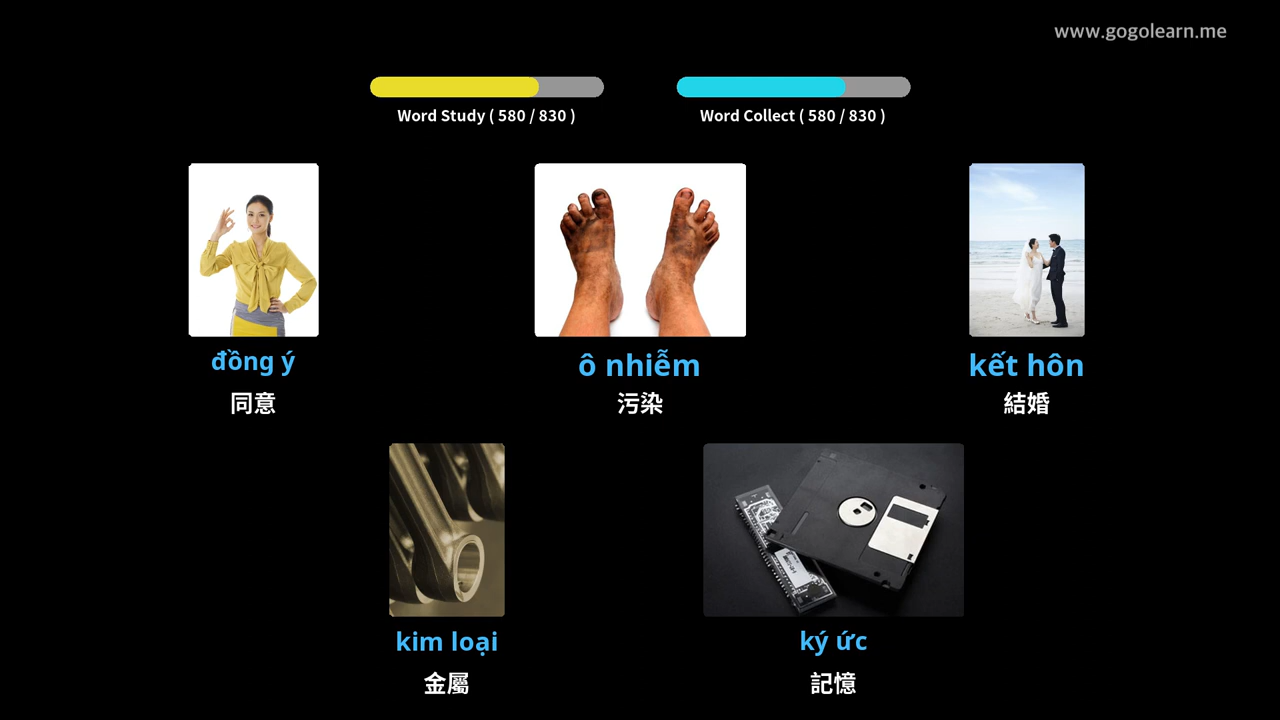 www.gogolearn.me
Word Study ( 580 / 830 )
Word Collect ( 580 / 830 )
đồng ý
同意
ô nhiễm
污染
kết hôn
結婚
kim loại
金屬
ký ức
記憶